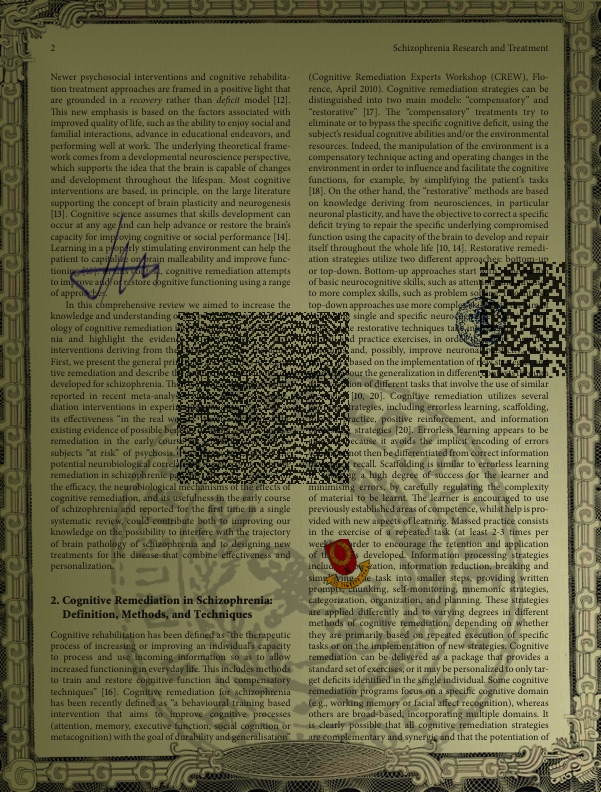 2
Schizophrenia Research and Treatment
Newer psychosocial interventions and cognitive rehabilita-
tion treatment approaches are framed in a positive light that
are grounded in a recovery rather than deficit model [12].
This new emphasis is based on the factors associated with
improved quality of life, such as the ability to enjoy social and
familial interactions, advance in educational endeavors, and
performing well at work. The underlying theoretical frame-
work comes from a developmental neuroscience perspective,
which supports the idea that the brain is capable of changes
and development throughout the lifespan. Most cognitive
interventions are based, in principle, on the large literature
supporting the concept of brain plasticity and neurogenesis
[13]. Cognitive science assumes that skills development can
occur at any age and can help advance or restore the brain's
capacity for improving cognitive or social performance [14].
Learning in a properly stimulating environment can help the
patient to capitalize on malleability and improve func-
tioning. cognitive remediation attempts
to improve and/or restore cognitive functioning using a range
of approaches.
In this comprehensive review we aimed to increase the
knowledge and understanding
ology of cognitive remediation
nia and highlight the evidence
interventions deriving from the
First, we present the general
tive remediation and describe
developed for schizophrenia.
reported in recent meta-analy
diation interventions in
its effectiveness "in the real
existing evidence of possible
remediation in the early
subjects "at risk" of psychosis
potential neurobiological
remediation in schizophrenic
the efficacy, the neurobiological mechanisms of the effects of
cognitive remediation, and its usefulness in the early course
of schizophrenia and reported for the first time in a single
systematic review, could contribute both to improving our
knowledge on the possibility to interfere with the trajectory
of brain pathology of schizophrenia and to designing new
treatments for the disease that combine effectiveness and
personalization.
2. Cognitive Remediation in Schizophrenia:
Definition, Methods, and Techniques
Cognitive rehabilitation has been defined as "the therapeutic
process of increasing or improving an individual's capacity
to process and use incoming information so as to allow
increased functioning in everyday life. This includes methods
to train and restore cognitive function and compensatory
techniques" [16]. Cognitive remediation for schizophrenia
has been recently defined as "a behavioural training based
intervention that aims to improve cognitive processes
(attention, memory, executive function, social cognition or
metacognition) with the goal of durability and generalisation"
(Cognitive Remediation Experts Workshop (CREW), Flo-
rence, April 2010). Cognitive remediation strategies can be
distinguished into two main models: "compensatory" and
"restorative" [17]. The "compensatory" treatments try to
eliminate or to bypass the specific cognitive deficit, using the
subject's residual cognitive abilities and/or the environmental
resources. Indeed, the manipulation of the environment is a
compensatory technique acting and operating changes in the
environment in order to influence and facilitate the cognitive
functions, for example, by simplifying the patient's tasks
[18]. On the other hand, the "restorative" methods are based
on knowledge deriving from neurosciences, in particular
neuronal plasticity, and have the objective to correct a specific
deficit trying to repair the specific underlying compromised
function using the capacity of the brain to develop and repair
itself throughout the whole life [10, 14]. Restorative remedi-
ation strategies utilize two different approaches: bottom-up
or top-down. Bottom-up approaches start
of basic neurocognitive skills, such as
to more complex skills, such as problem
top-down approaches use more complex
single and specific
restorative techniques
and practice exercises, in
and, possibly, improve
based on the implementation of
the generalization in different
of different tasks that involve the use of similar
[10, 20]. Cognitive remediation utilizes several
strategies, including errorless learning, scaffolding,
practice, positive reinforcement, and information
strategies [20]. Errorless learning appears to be
because it avoids the implicit encoding of errors
not then be differentiated from correct information
recall. Scaffolding is similar to errorless learning
a high degree of success for the learner and
minimising errors, by carefully regulating the complexity
of material to be learnt. The learner is encouraged to use
previously established areas of competence, whilst help is pro-
vided with new aspects of learning. Massed practice consists
in the exercise of a repeated task (at least 2-3 times per
week) in order to encourage the retention and application
of the developed. Information processing strategies
include information reduction, breaking and
simplifying task into smaller steps, providing written
prompts, chunking, self-monitoring, mnemonic strategies,
categorization, organization, and planning. These strategies
are applied differently and to varying degrees in different
methods of cognitive remediation, depending on whether
they are primarily based on repeated execution of specific
tasks or on the implementation of new strategies. Cognitive
remediation can be delivered as a package that provides a
standard set of exercises, or it may be personalized to only tar-
get deficits identified in the single individual. Some cognitive
remediation programs focus on a specific cognitive domain
(e.g., working memory or facial affect recognition), whereas
others are broad-based, incorporating multiple domains. It
is clearly possible that all cognitive remediation strategies
are complementary and synergic and that the potentiation of